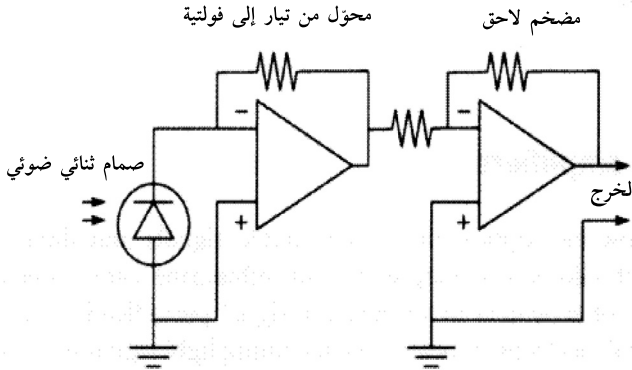 محوّل من تيار إلى فولتية
مضخم لاحق
صمام ثنائي ضوئي
لخرج
−
+
−
+